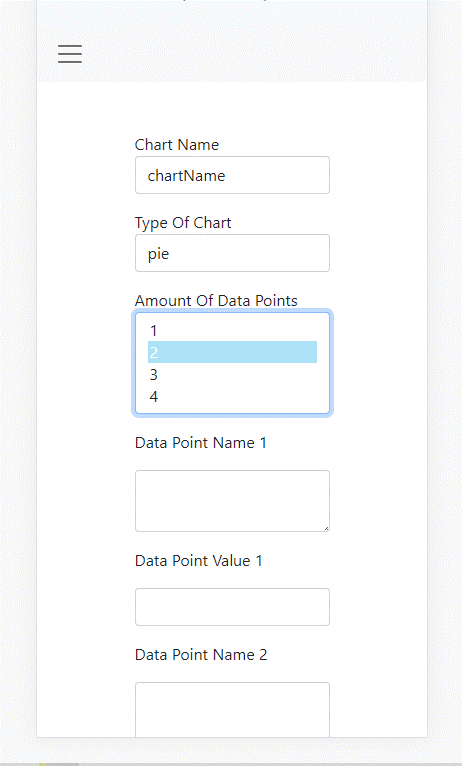 Chart Name
chartName
Type Of Chart
pie
Amount Of Data Points
1
2
3
4
Data Point Name 1
Data Point Value 1
Data Point Name 2